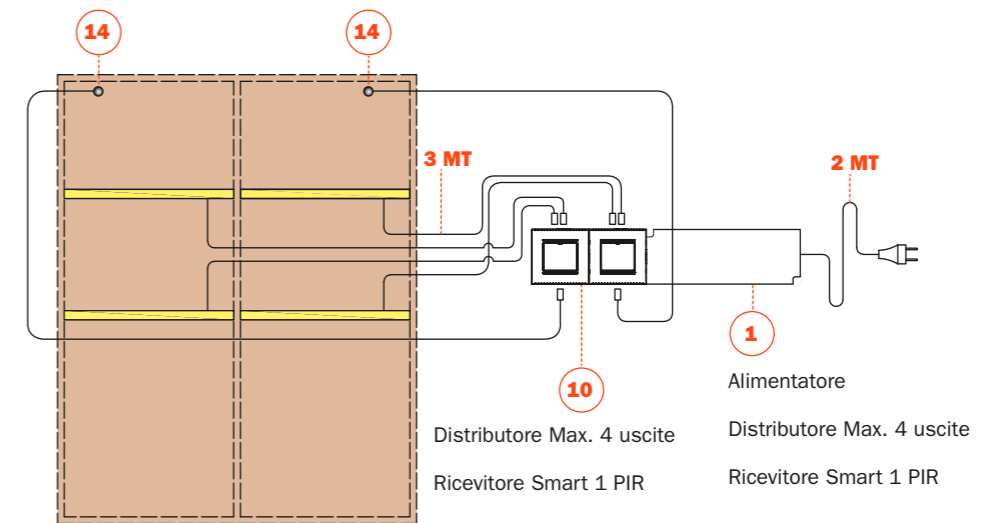 14
14
3 MT
2 MT
1
10
Alimentatore
Distributore Max. 4 uscite
Ricevitore Smart 1 PIR
Distributore Max. 4 uscite
Ricevitore Smart 1 PIR